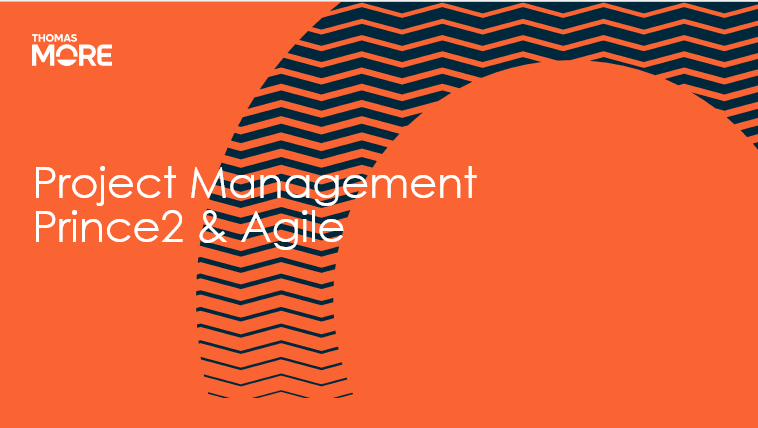 THOMAS
MORE
Project Management
Prince2 & Agile